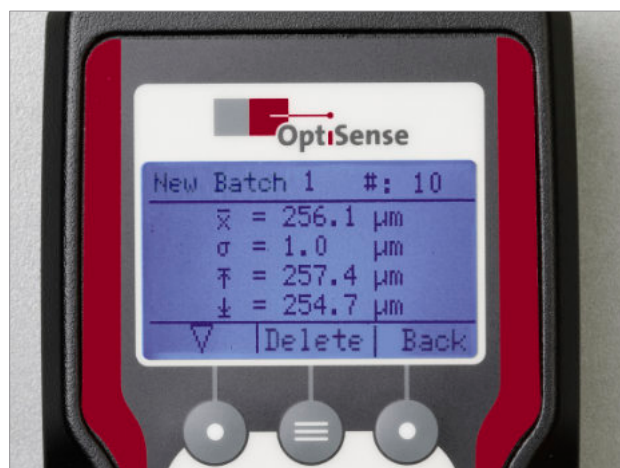 OptiSense
New Batch 1 #: 10
x̅ = 256.1 µm
σ = 1.0 µm
↑ = 257.4 µm
↓ = 254.7 µm
▽ Delete Back